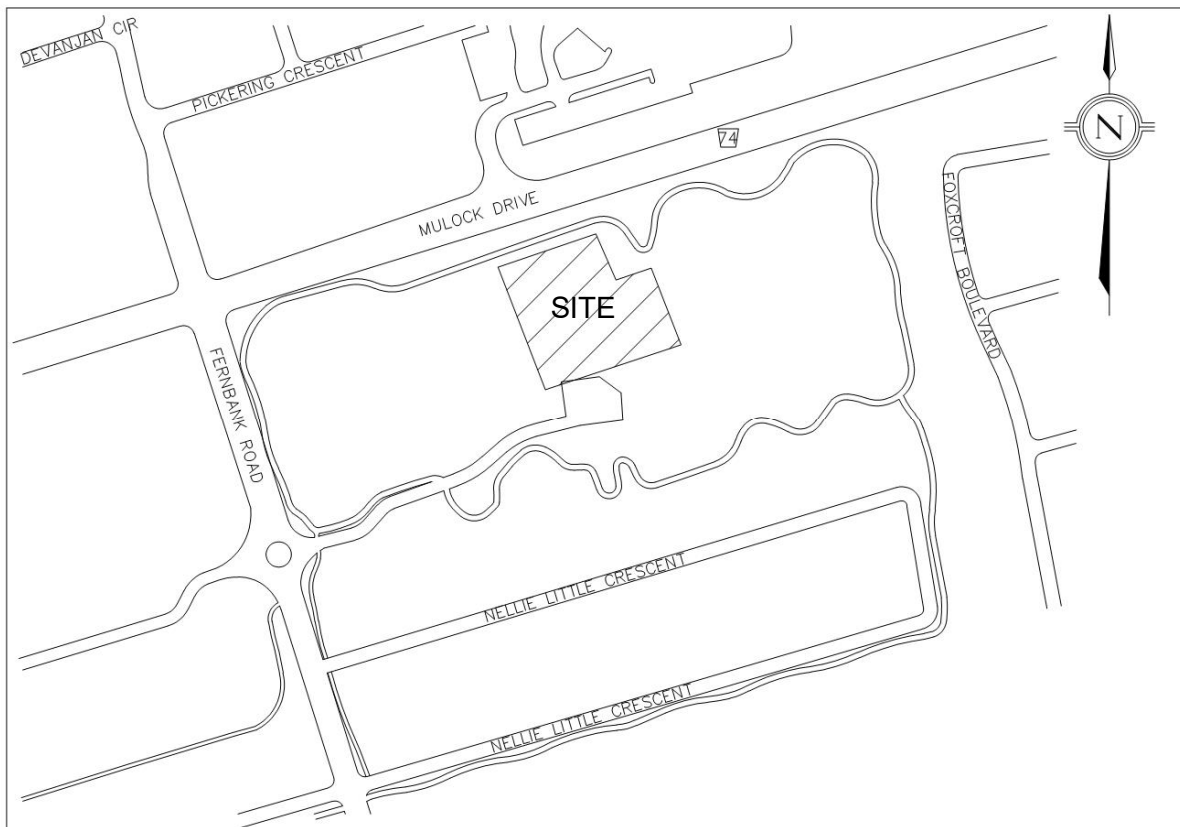 DEVANJAN CIR
PICKERING CRESCENT
74
N
MULOCK DRIVE
FOXCROFT BOULEVARD
SITE
FERNBANK ROAD
NELLIE LITTLE CRESCENT
NELLIE LITTLE CRESCENT